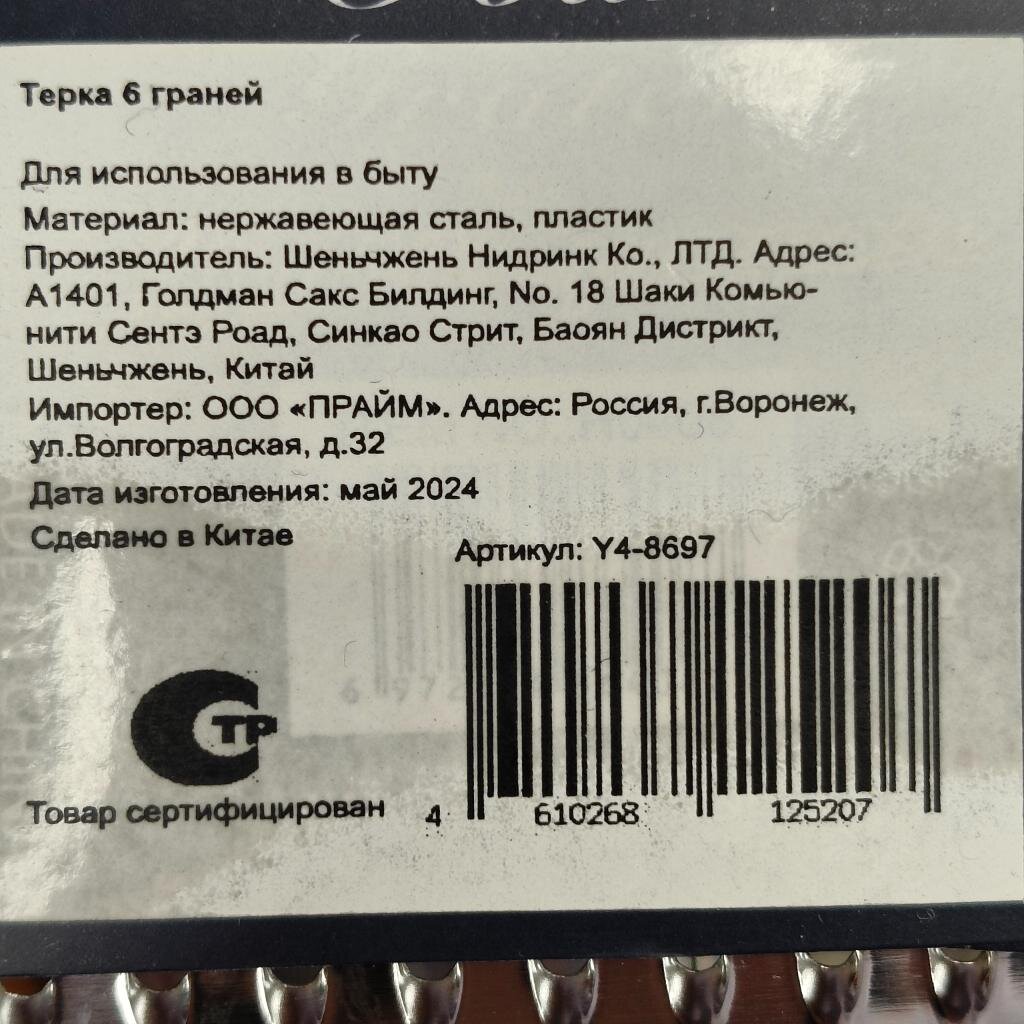 Терка 6 граней
Для использования в быту
Материал: нержавеющая сталь, пластик
Производитель: Шеньчжень Нидринк Ко., ЛТД. Адрес:
А1401, Голдман Сакс Билдинг, No. 18 Шаки Комью-
нити Сентэ Роад, Синкао Стрит, Баоян Дистрикт,
Шеньчжень, Китай
Импортер: ООО «ПРАЙМ». Адрес: Россия, г.Воронеж,
ул.Волгоградская, д.32
Дата изготовления: май 2024
Сделано в Китае
Артикул: Y4-8697
СТР
Товар сертифицирован
4 610268 125207